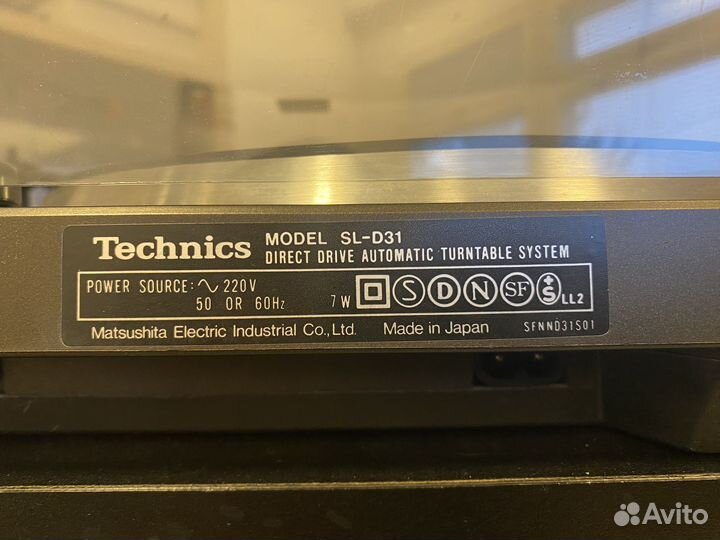 Technics MODEL SL-D31
DIRECT DRIVE AUTOMATIC TURNTABLE SYSTEM
POWER SOURCE: ∿ 220V
50 OR 60Hz 7W S D N SF S LL2
Matsushita Electric Industrial Co., Ltd. Made in Japan SFNND31S01
Avito